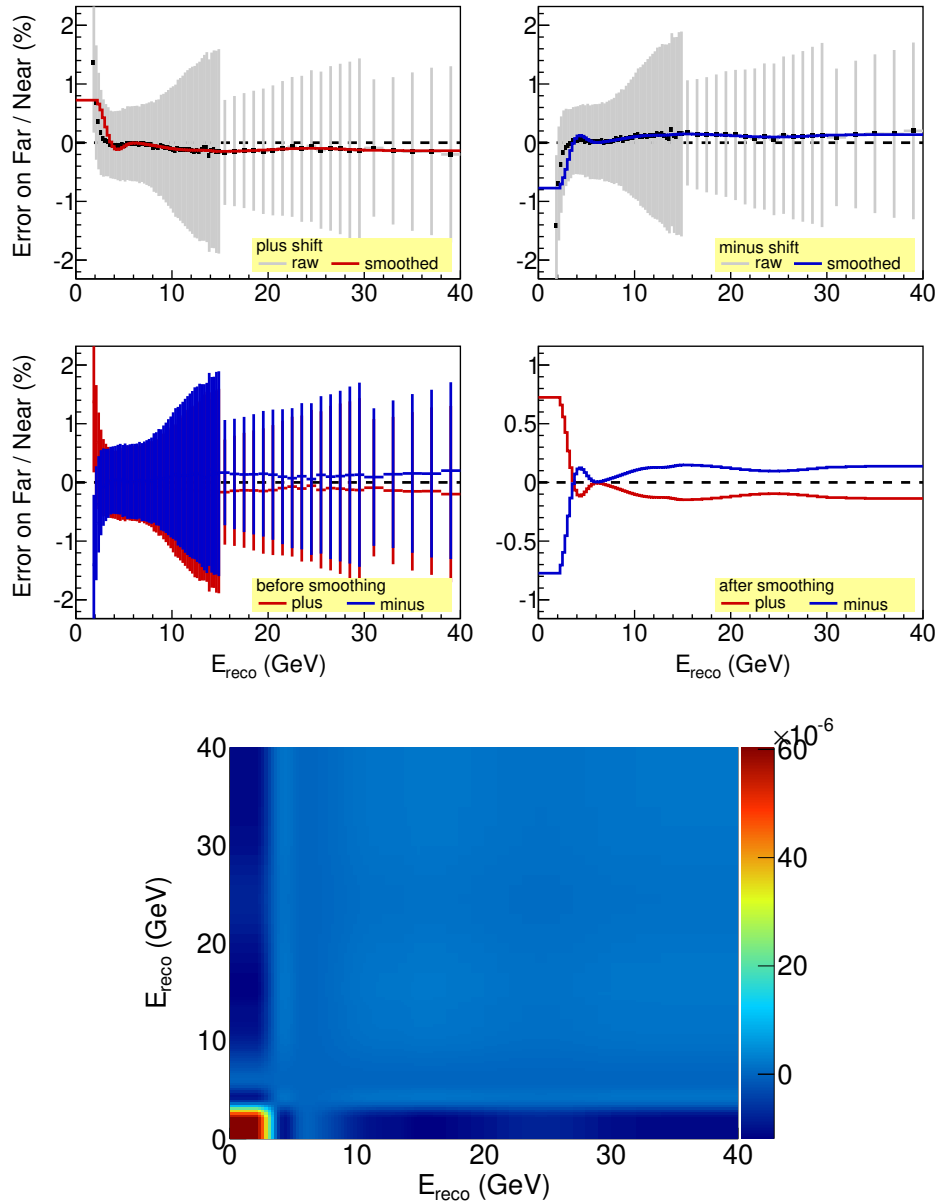 Error on Far / Near (%)
2
1
0
-1
-2
plus shift
raw smoothed
0 10 20 30 40
2
1
0
-1
-2
minus shift
raw smoothed
0 10 20 30 40
Error on Far / Near (%)
2
1
0
-1
-2
before smoothing
plus minus
0 10 20 30 40
E_reco (GeV)
1
0.5
0
-0.5
-1
after smoothing
plus minus
0 10 20 30 40
E_reco (GeV)
×10^-6
E_reco (GeV)
40
30
20
10
0
0 10 20 30 40
E_reco (GeV)
60
40
20
0